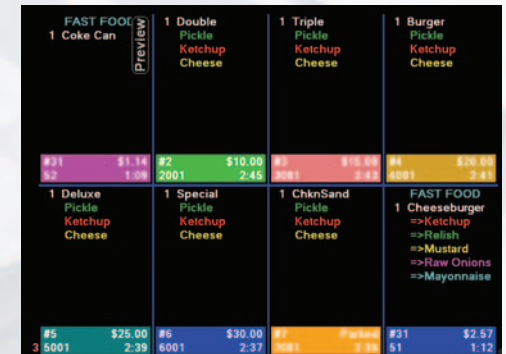 FAST FOOD
1 Coke Can
Preview
#31 $1.14
52 1:09
1 Double
Pickle
Ketchup
Cheese
#2 $10.00
2001 2:45
1 Triple
Pickle
Ketchup
Cheese
#3 $15.00
3001 2:43
1 Burger
Pickle
Ketchup
Cheese
#4 $20.00
4001 2:41
1 Deluxe
Pickle
Ketchup
Cheese
#5 $25.00
3 5001 2:39
1 Special
Pickle
Ketchup
Cheese
#6 $30.00
6001 2:37
1 ChknSand
Pickle
Ketchup
Cheese
#7 Parked
FAST FOOD
1 Cheeseburger
=>Ketchup
=>Relish
=>Mustard
=>Raw Onions
=>Mayonnaise
#31 $2.57
51 1:12